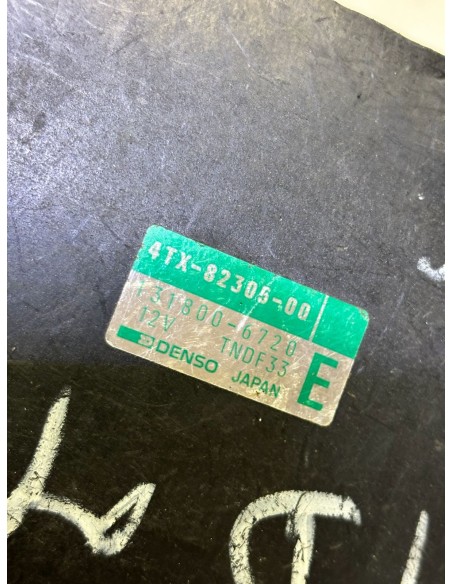 4TX-82305-00
131800-6720
12V TNDF33
DENSO JAPAN E